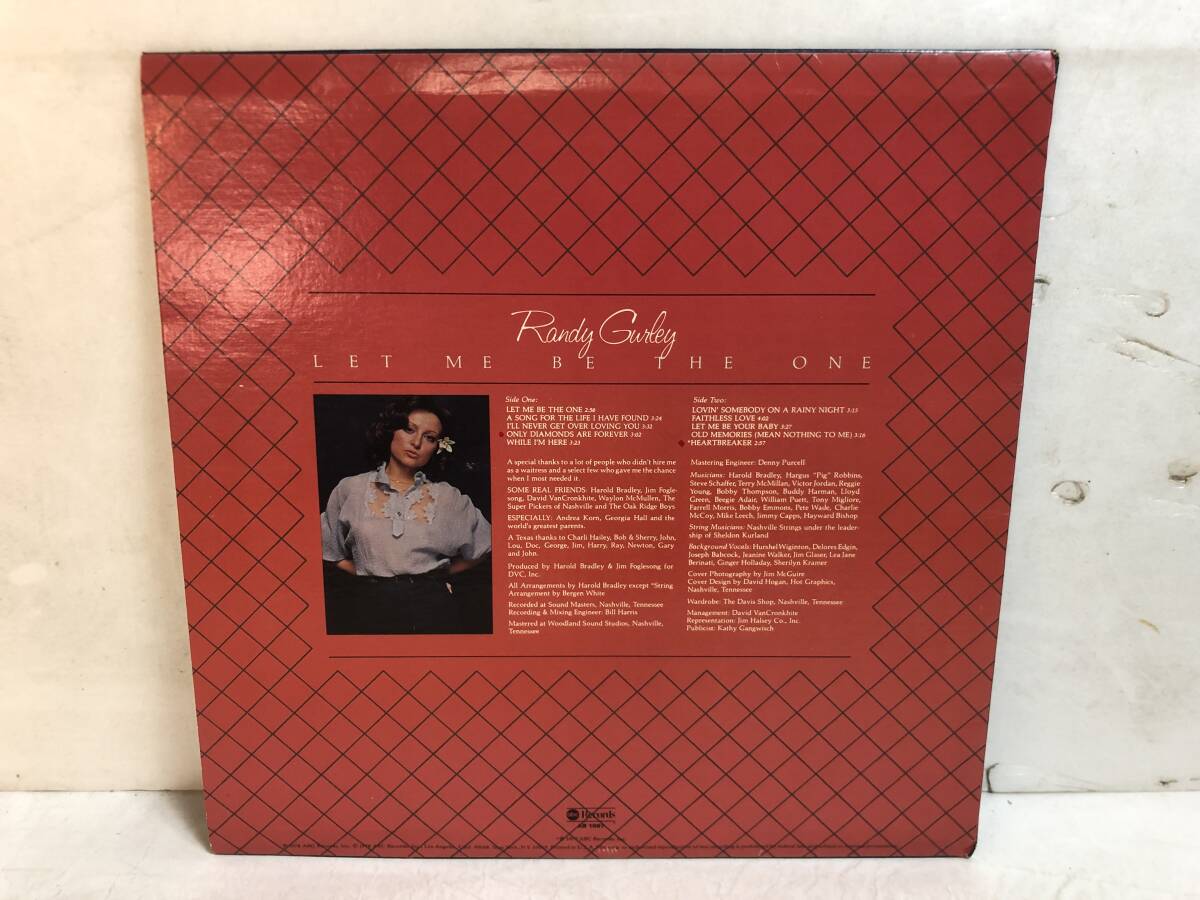 Randy Gurley
LET ME BE THE ONE
Side One:
LET ME BE THE ONE 2:50
A SONG FOR THE LIFE I HAVE FOUND 3:24
I'LL NEVER GET OVER LOVING YOU 3:32
ONLY DIAMONDS ARE FOREVER 3:02
WHILE I'M HERE 3:23
A special thanks to a lot of people who didn't hire me
as a waitress and a select few who gave me the chance
when I most needed it.
SOME REAL FRIENDS: Harold Bradley, Jim Fogle-
song, David VanCronkhite, Waylon McMullen, The
Super Pickers of Nashville and The Oak Ridge Boys
ESPECIALLY: Andrea Korn, Georgia Hall and the
world's greatest parents.
A Texas thanks to Charli Hailey, Bob & Sherry, John,
Lou, Doc, George, Jim, Harry, Ray, Newton, Gary
and John.
Produced by Harold Bradley & Jim Foglesong for
DVC, Inc.
All Arrangements by Harold Bradley except *String
Arrangement by Bergen White
Recorded at Sound Masters, Nashville, Tennessee
Recording & Mixing Engineer: Bill Harris
Mastered at Woodland Sound Studios, Nashville,
Tennessee
Side Two:
LOVIN' SOMEBODY ON A RAINY NIGHT 3:15
FAITHLESS LOVE 4:02
LET ME BE YOUR BABY 3:27
OLD MEMORIES (MEAN NOTHING TO ME) 3:16
*HEARTBREAKER 2:57
Mastering Engineer: Denny Purcell
Musicians: Harold Bradley, Hargus "Pig" Robbins,
Steve Schaffer, Terry McMillan, Victor Jordan, Reggie
Young, Bobby Thompson, Buddy Harman, Lloyd
Green, Beegie Adair, William Puett, Tony Migliore,
Farrell Morris, Bobby Emmons, Pete Wade, Charlie
McCoy, Mike Leech, Jimmy Capps, Hayward Bishop
String Musicians: Nashville Strings under the leader-
ship of Sheldon Kurland
Background Vocals: Hurshel Wiginton, Delores Edgin,
Joseph Babcock, Jeanine Walker, Jim Glaser, Lea Jane
Berinati, Ginger Holladay, Sherilyn Kramer
Cover Photography by Jim McGuire
Cover Design by David Hogan, Hot Graphics,
Nashville, Tennessee
Wardrobe: The Davis Shop, Nashville, Tennessee
Management: David VanCronkhite
Representation: Jim Halsey Co., Inc.
Publicist: Kathy Gangwisch
abc Records